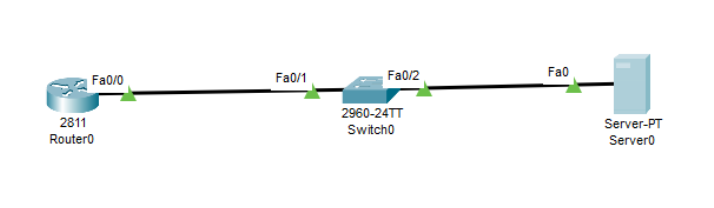 Fa0/0
Fa0/1
Fa0/2
Fa0
2811
Router0
2960-24TT
Switch0
Server-PT
Server0